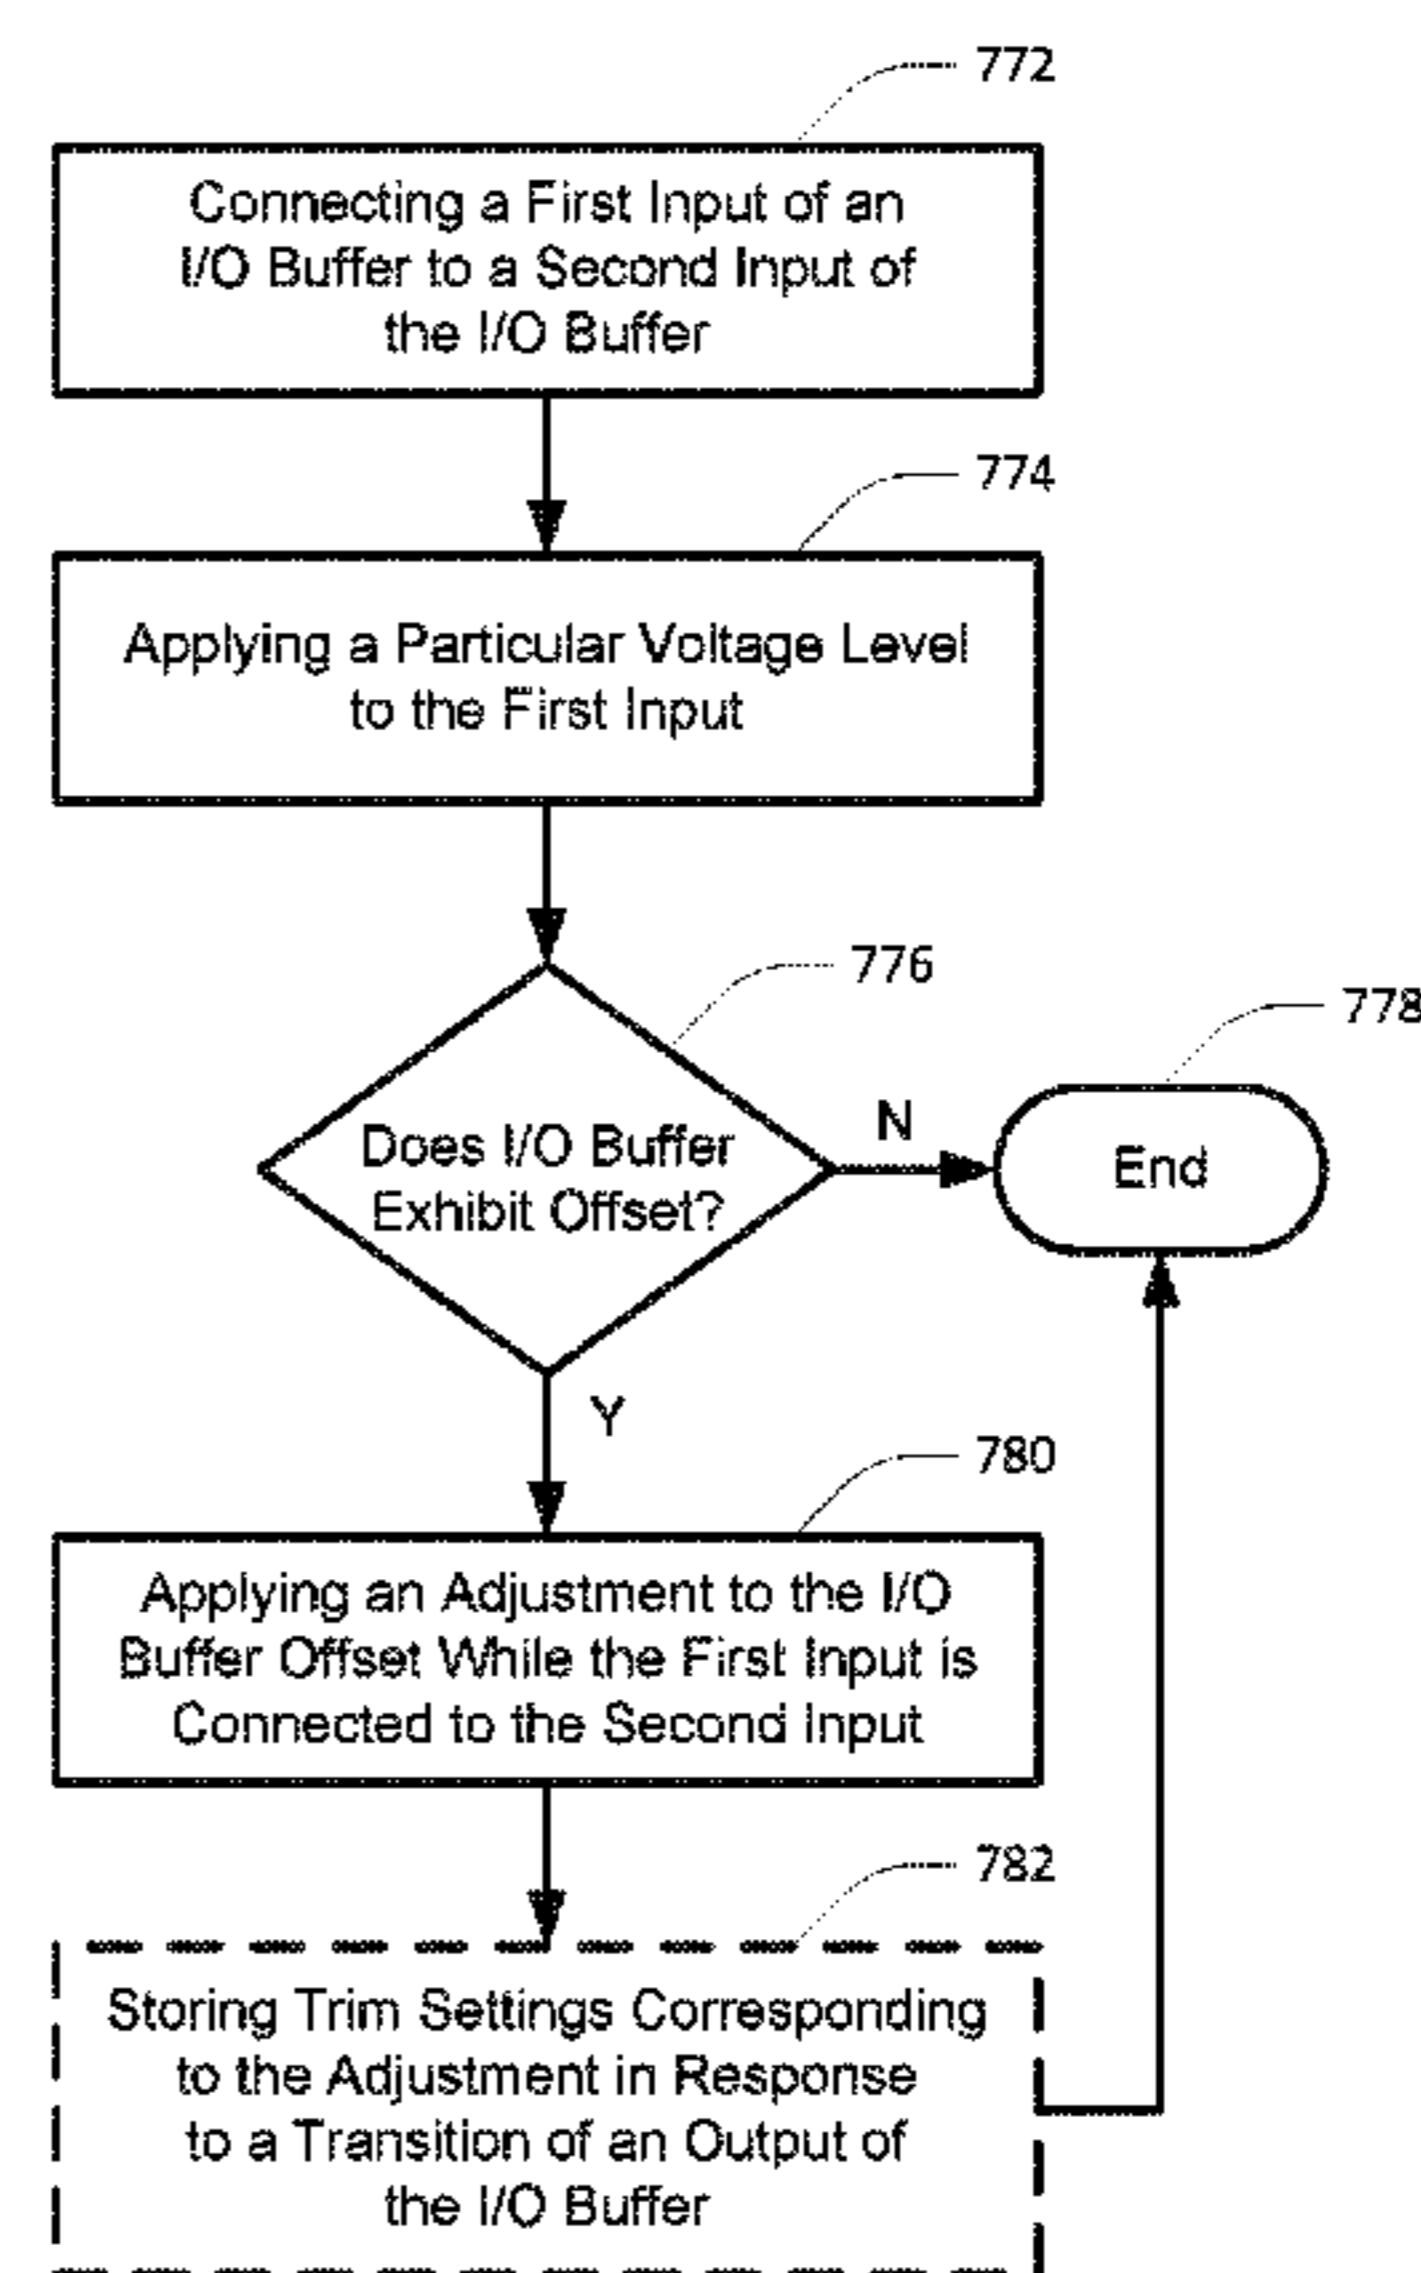 772
Connecting a First Input of an
I/O Buffer to a Second Input of
the I/O Buffer
774
Applying a Particular Voltage Level
to the First Input
776
778
Does I/O Buffer
Exhibit Offset?
N
End
Y
780
Applying an Adjustment to the I/O
Buffer Offset While the First Input is
Connected to the Second Input
782
Storing Trim Settings Corresponding
to the Adjustment in Response
to a Transition of an Output of
the I/O Buffer